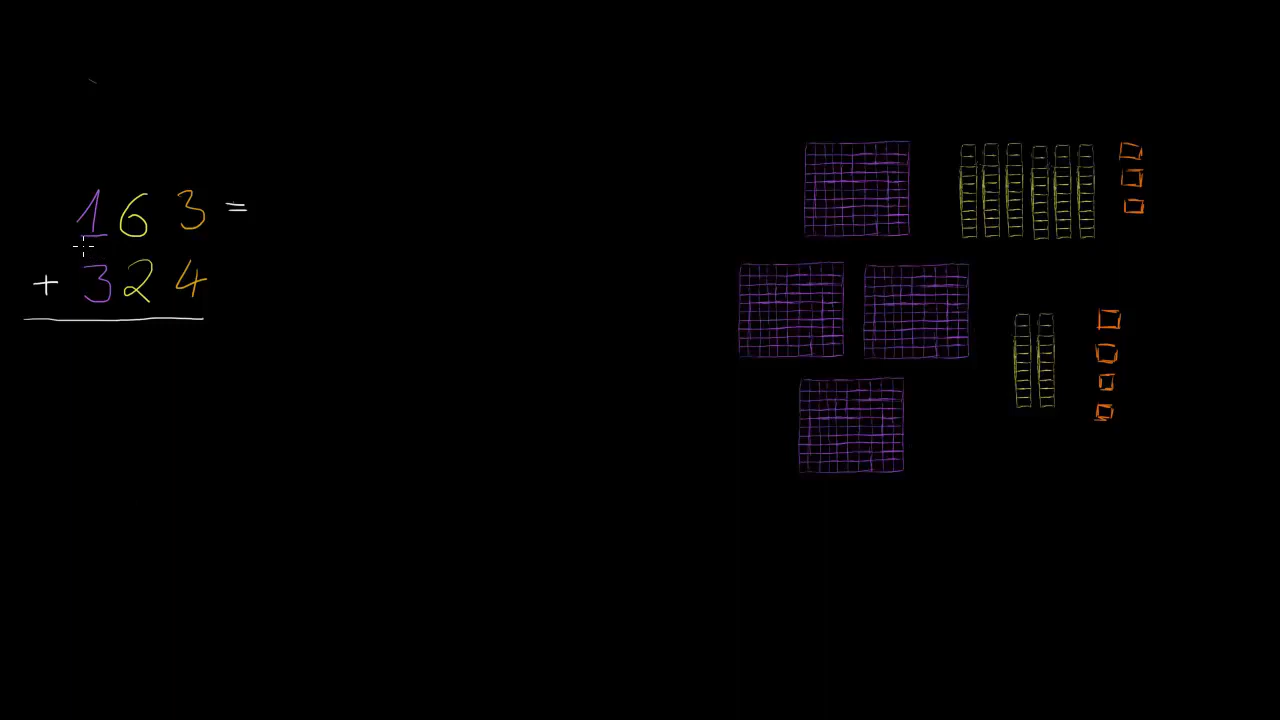 163 =
+ 324